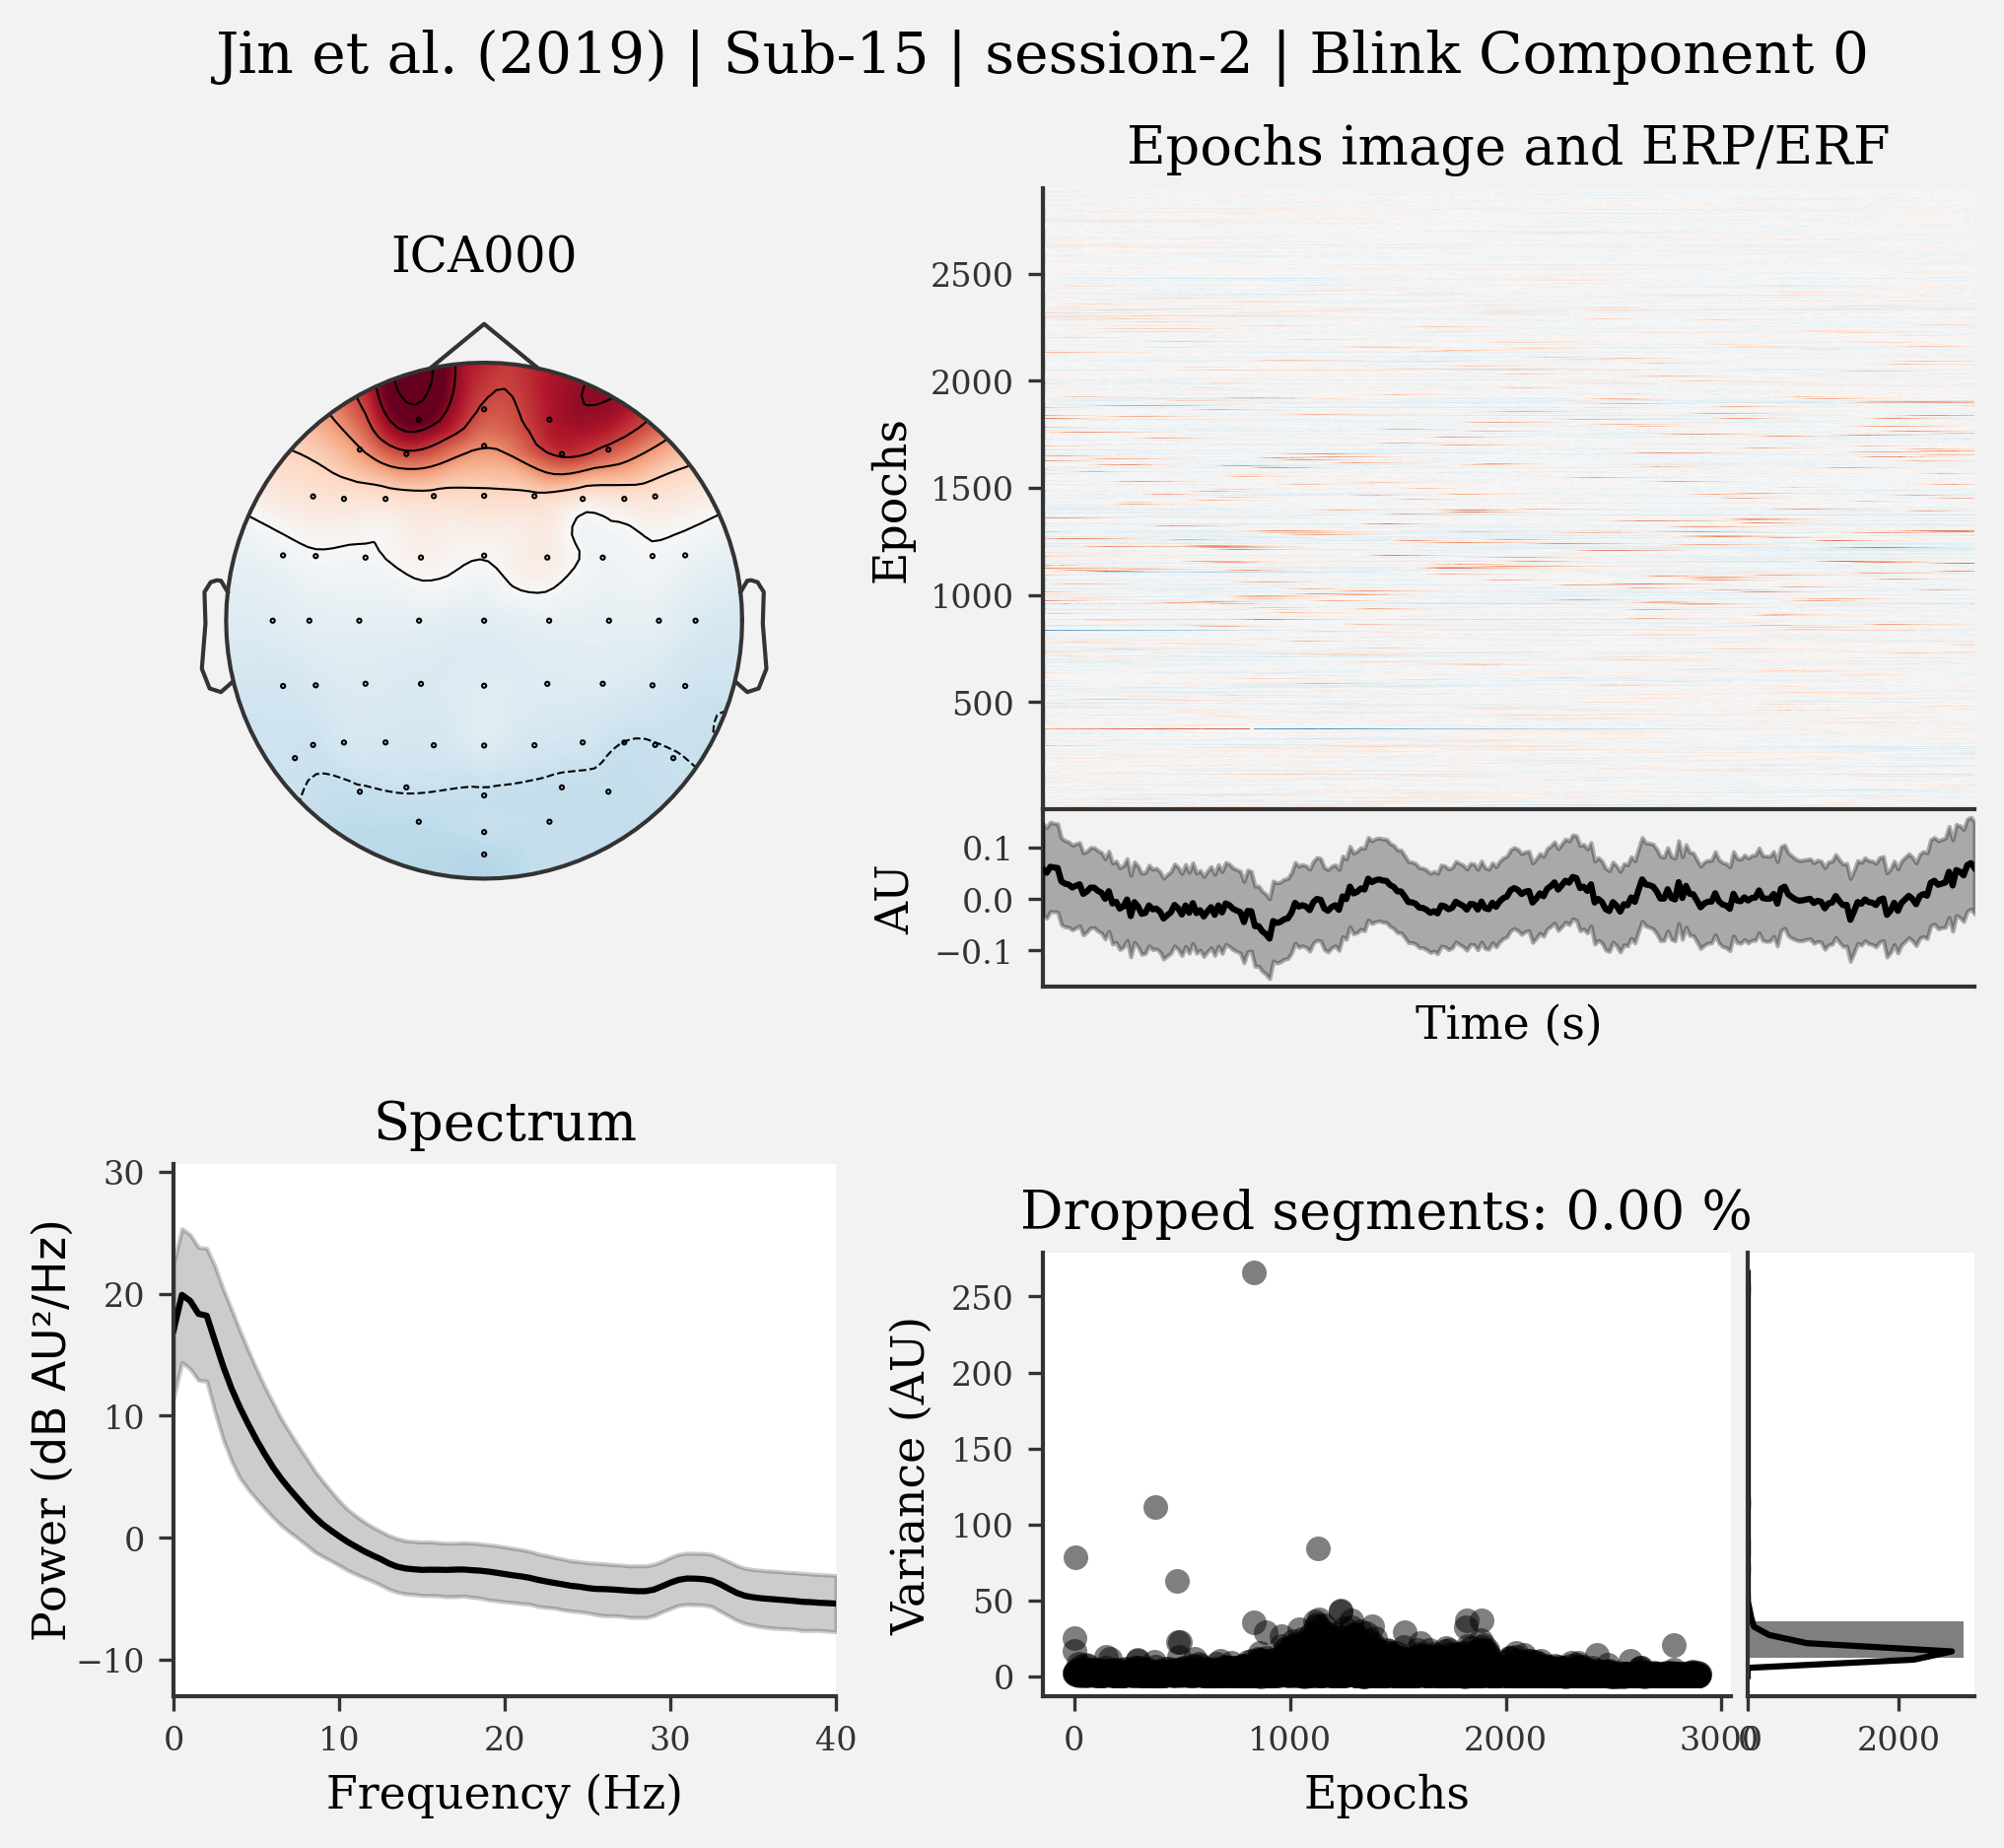 Jin et al. (2019) | Sub-15 | session-2 | Blink Component 0
ICA000
Epochs image and ERP/ERF
Epochs
2500
2000
1500
1000
500
AU
0.1
0.0
−0.1
Time (s)
Spectrum
Power (dB AU²/Hz)
30
20
10
0
−10
0 10 20 30 40
Frequency (Hz)
Dropped segments: 0.00 %
Variance (AU)
250
200
150
100
50
0
0 1000 2000 3000
0 2000
Epochs